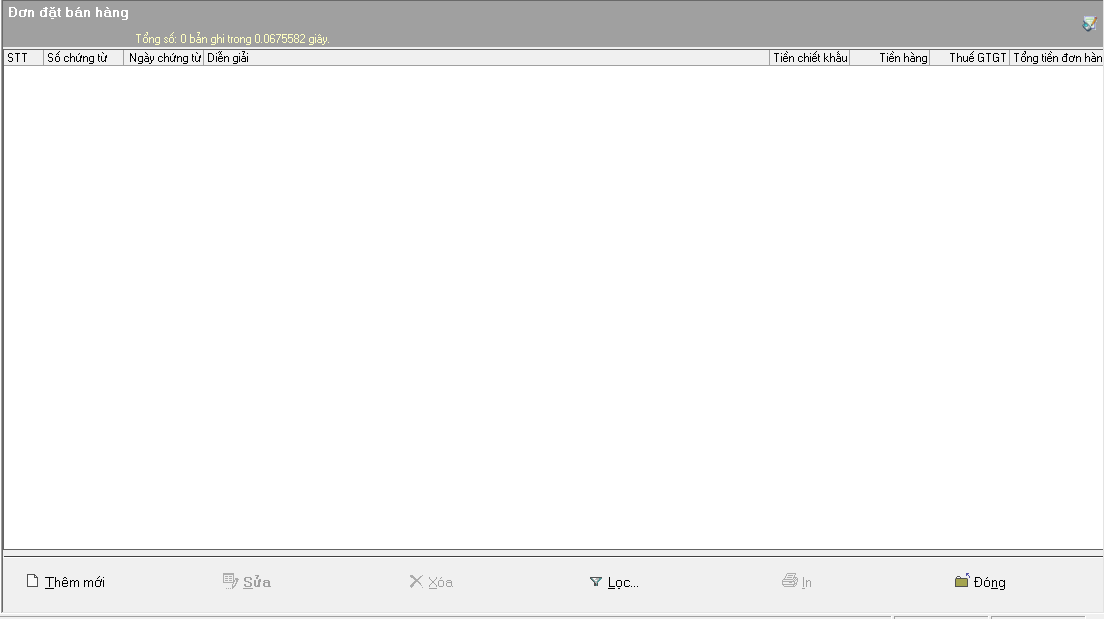 Đơn đặt bán hàng
Tổng số: 0 bản ghi trong 0.0675582 giây.
STT Số chứng từ Ngày chứng từ Diễn giải Tiền chiết khấu Tiền hàng Thuế GTGT Tổng tiền đơn hàn
Thêm mới Sửa Xóa Lọc... In Đóng